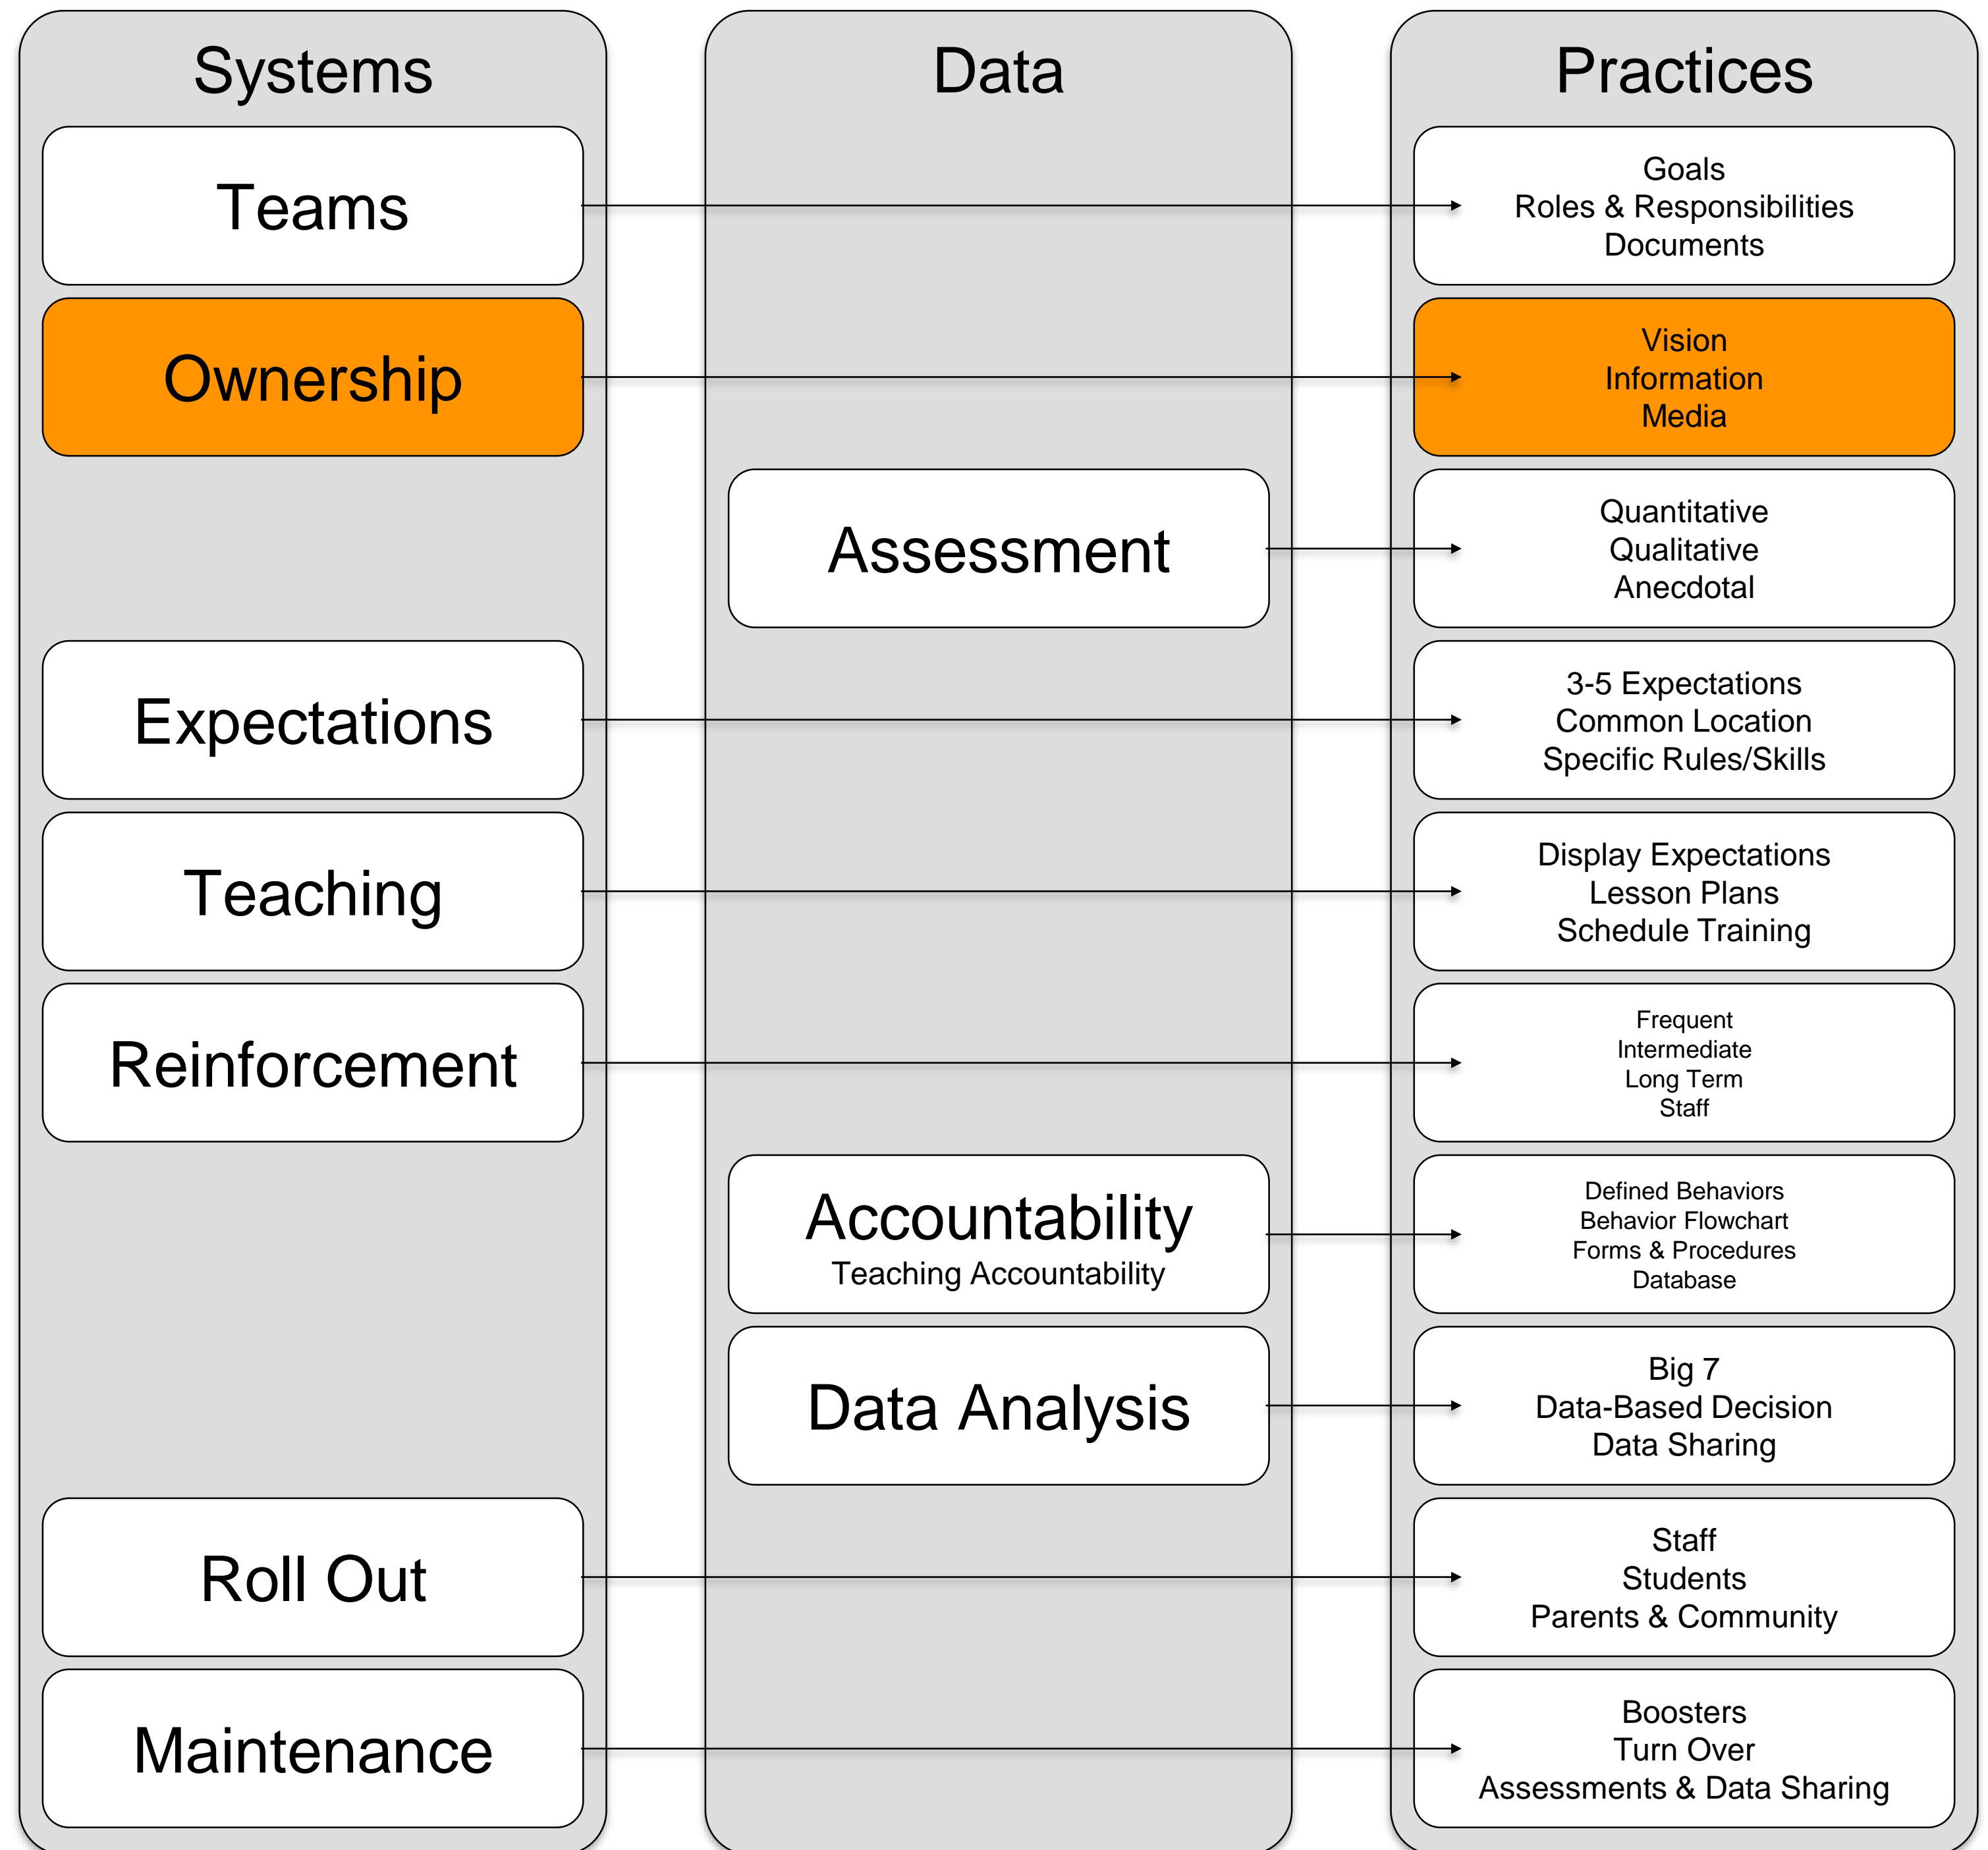 Systems
Data
Practices
Teams
Goals
Roles & Responsibilities
Documents
Ownership
Vision
Information
Media
Assessment
Quantitative
Qualitative
Anecdotal
Expectations
3-5 Expectations
Common Location
Specific Rules/Skills
Teaching
Display Expectations
Lesson Plans
Schedule Training
Reinforcement
Frequent
Intermediate
Long Term
Staff
Accountability
Teaching Accountability
Defined Behaviors
Behavior Flowchart
Forms & Procedures
Database
Data Analysis
Big 7
Data-Based Decision
Data Sharing
Roll Out
Staff
Students
Parents & Community
Maintenance
Boosters
Turn Over
Assessments & Data Sharing